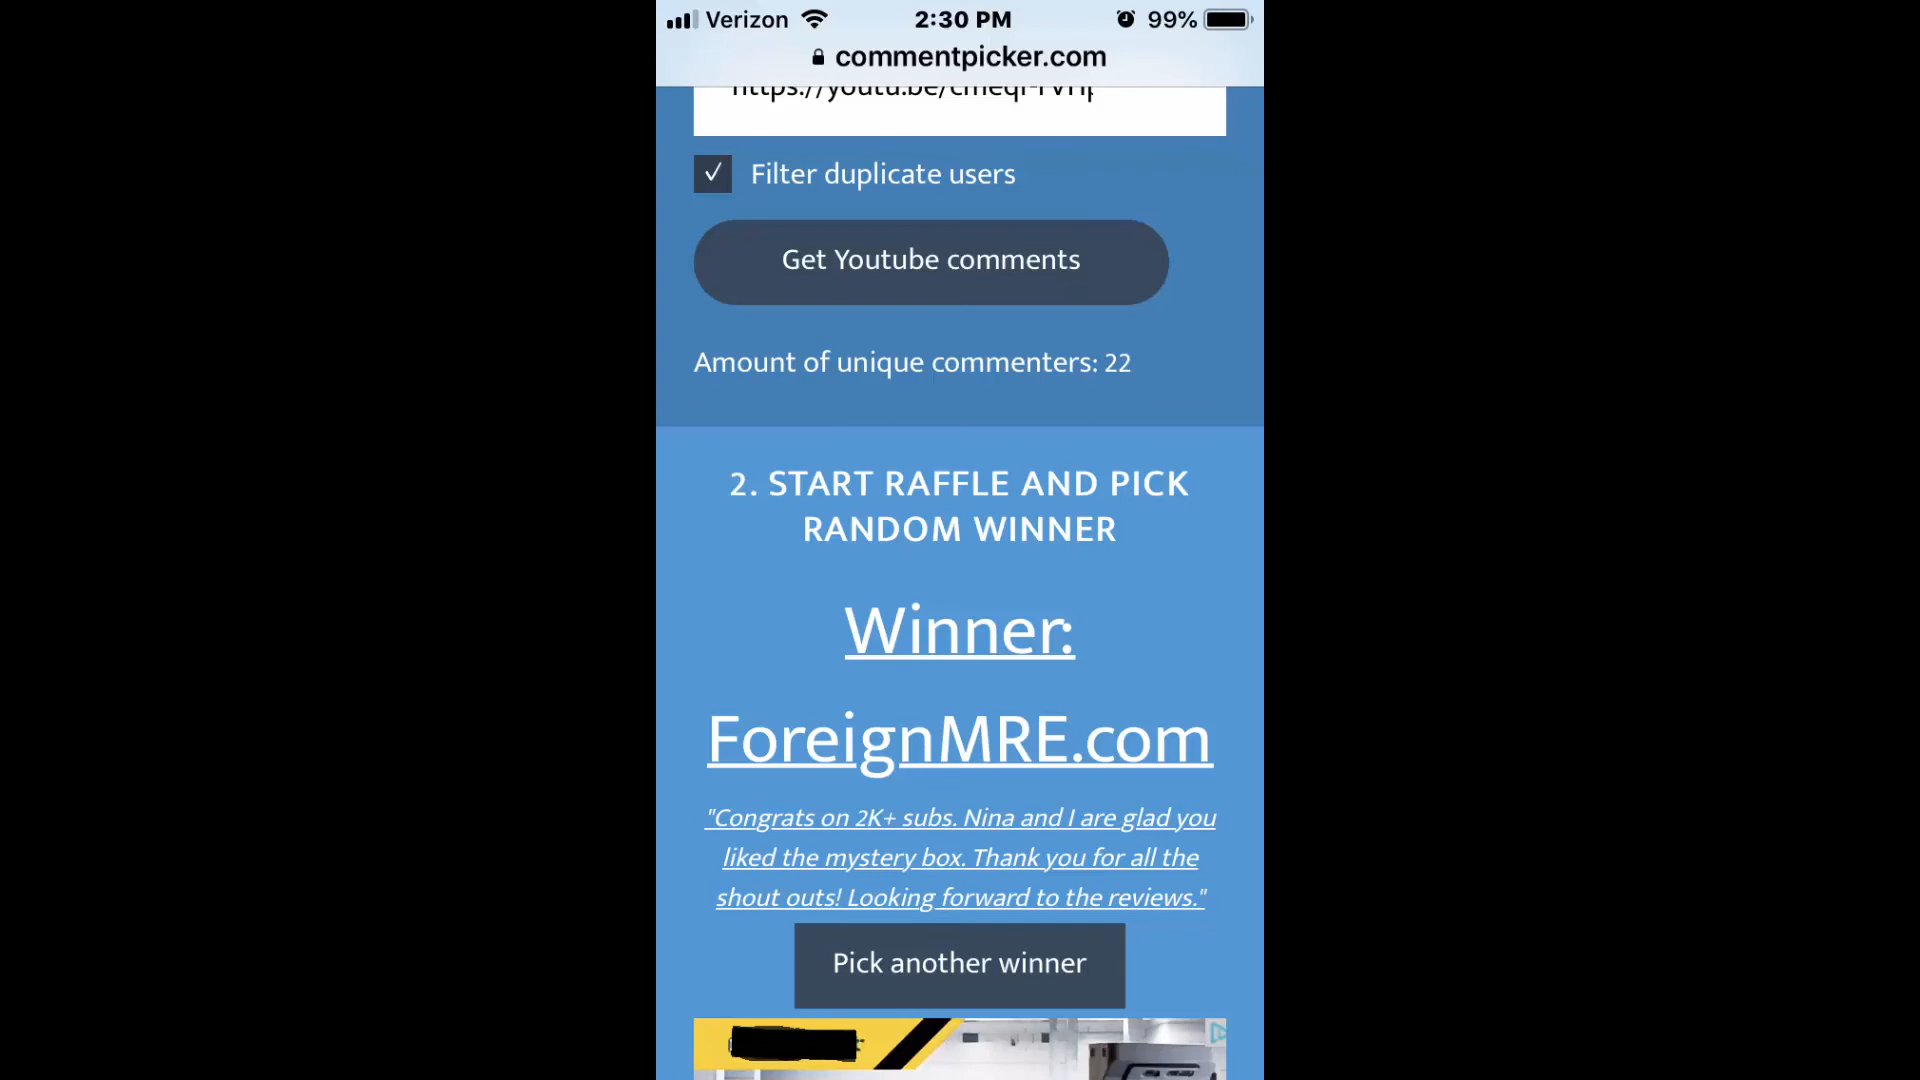 Verizon 2:30 PM 99%
commentpicker.com
Filter duplicate users
Get Youtube comments
Amount of unique commenters: 22
2. START RAFFLE AND PICK
RANDOM WINNER
Winner:
ForeignMRE.com
"Congrats on 2K+ subs. Nina and I are glad you
liked the mystery box. Thank you for all the
shout outs! Looking forward to the reviews."
Pick another winner